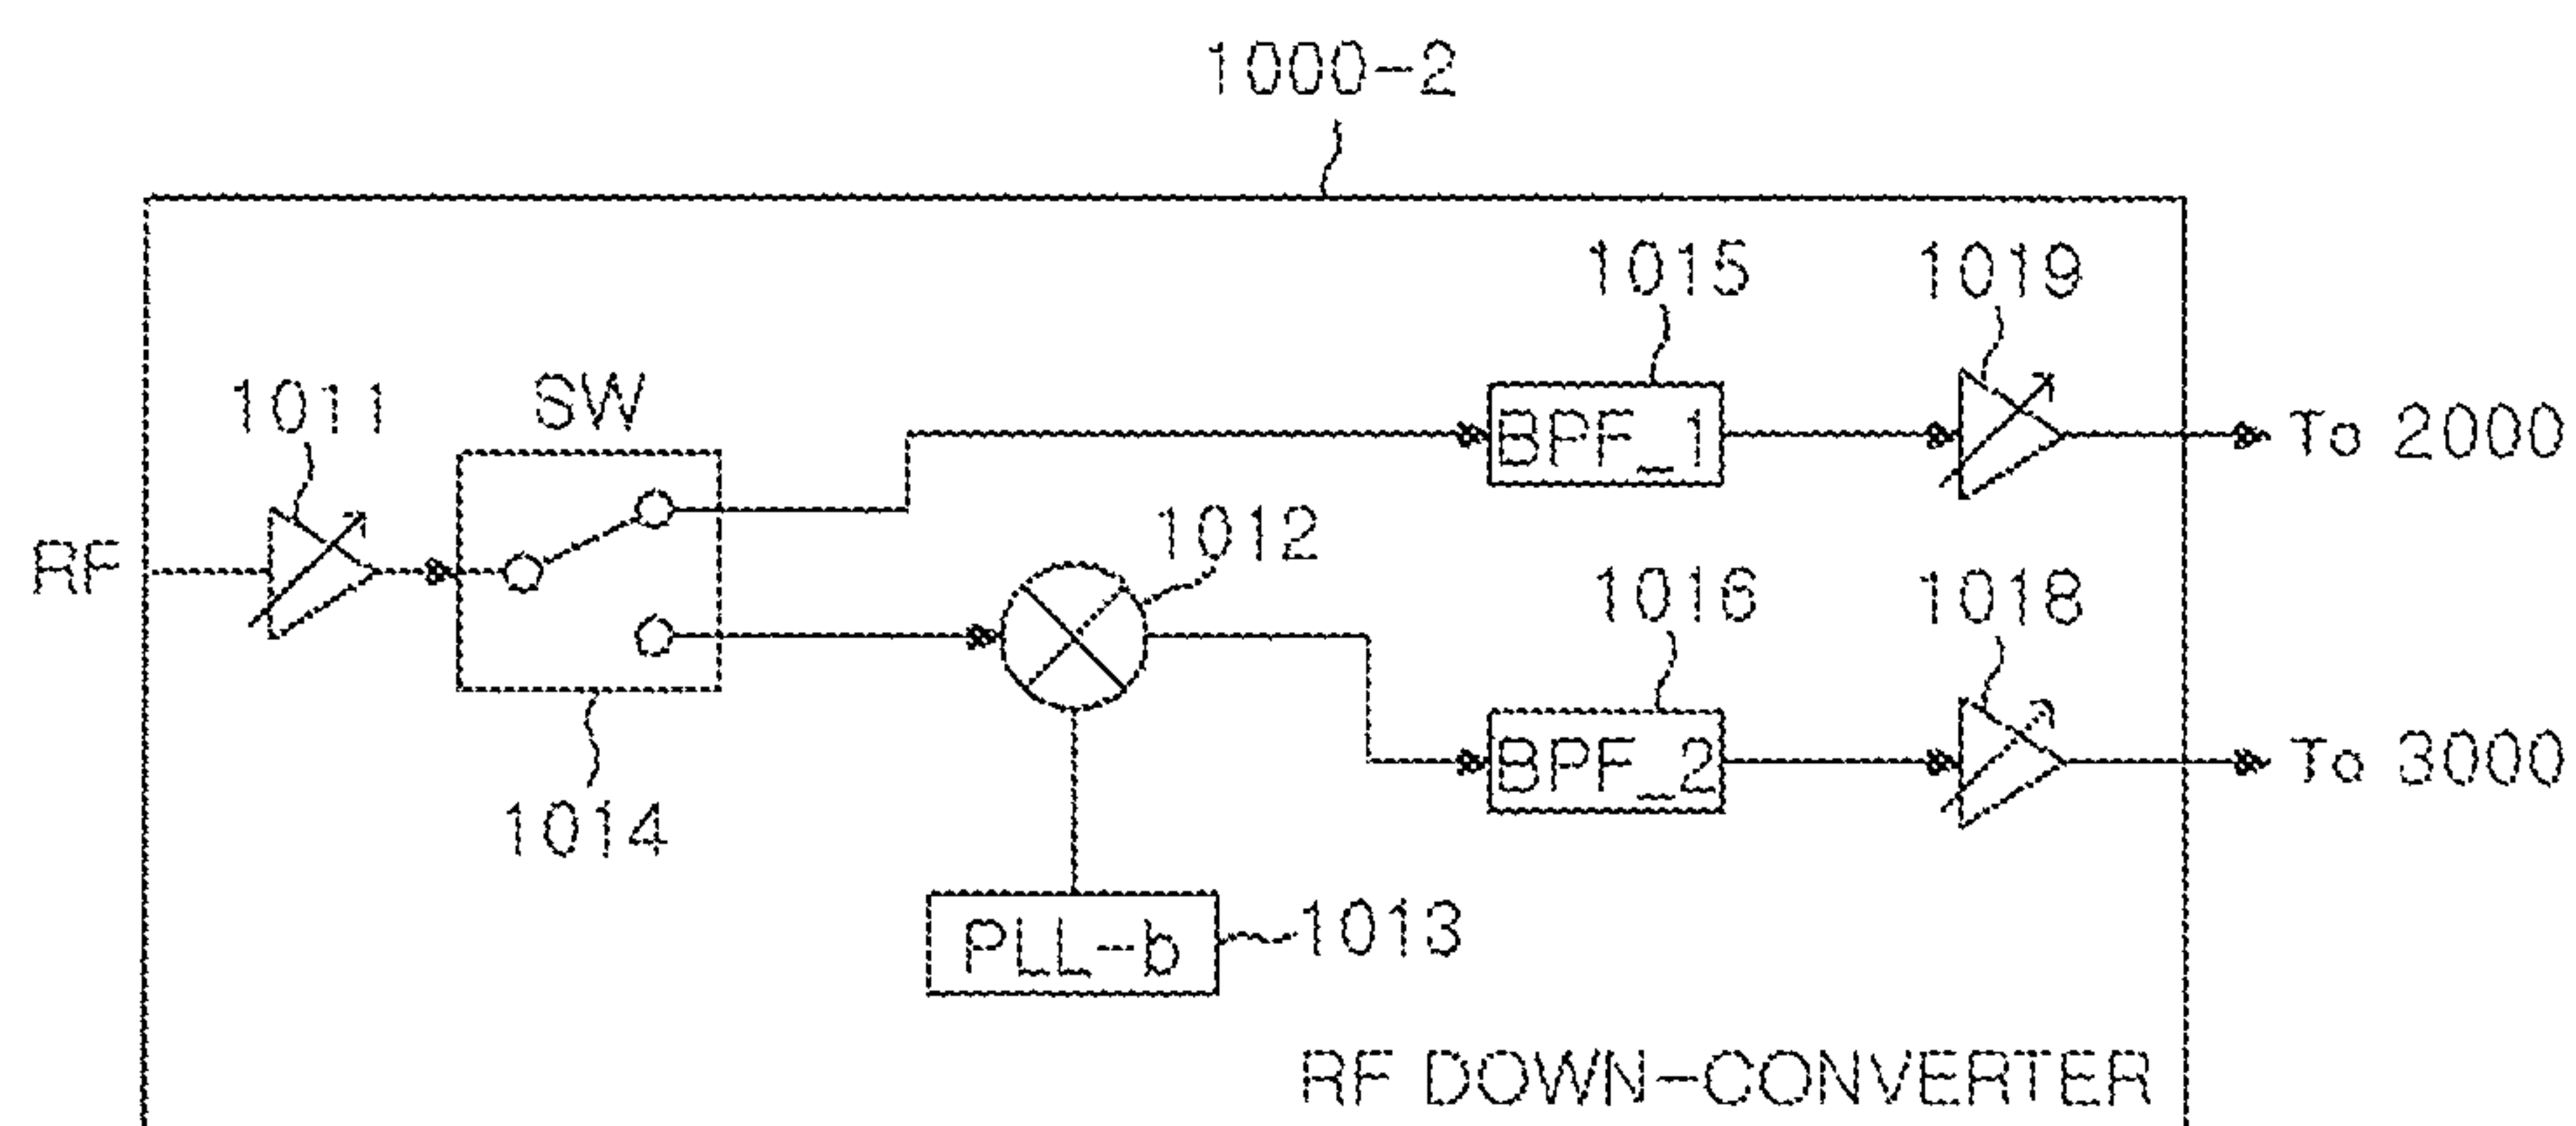 1000-2
1015
1019
1011
SW
BPF_1
To 2000
RF
1012
1016
1018
BPF_2
To 3000
1014
PLL-b
1013
RF DOWN-CONVERTER